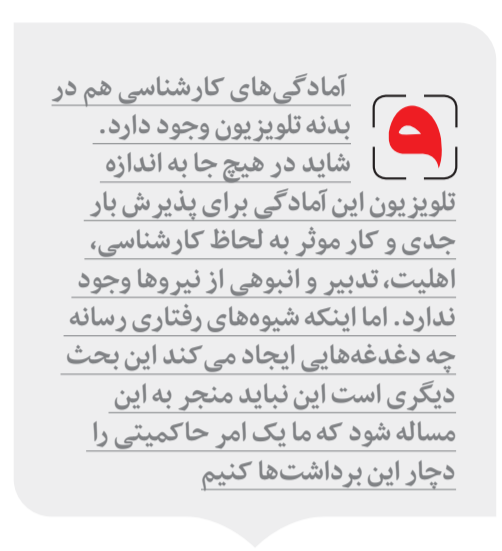 آمادگی‌های کارشناسی هم در
بدنه تلویزیون وجود دارد.
شاید در هیچ جا به اندازه
تلویزیون این آمادگی برای پذیرش بار
جدی و کار موثر به لحاظ کارشناسی،
اهلیت، تدبیر و انبوهی از نیروها وجود
ندارد. اما اینکه شیوه‌های رفتاری رسانه
چه دغدغه‌هایی ایجاد می‌کند این بحث
دیگری است این نباید منجر به این
مساله شود که ما یک امر حاکمیتی را
دچار این برداشت‌ها کنیم